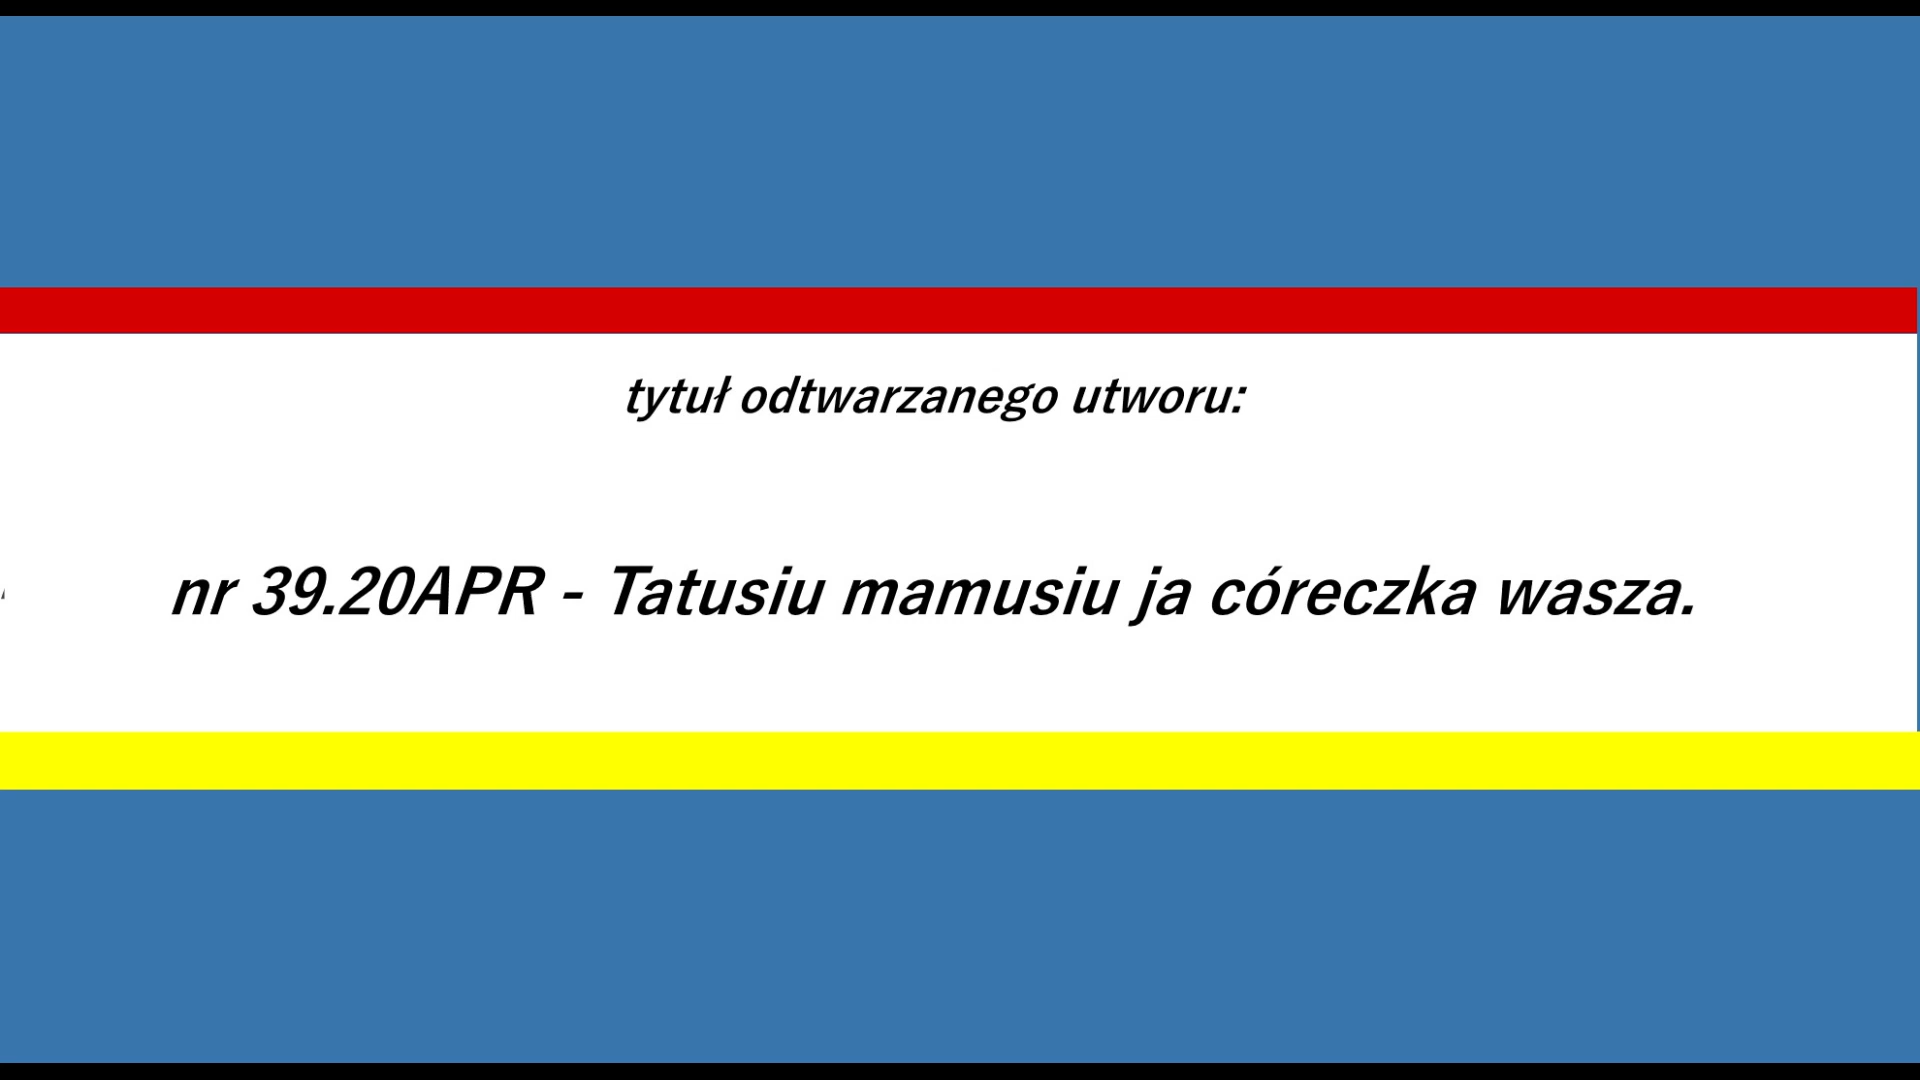 tytuł odtwarzanego utworu:
nr 39.20APR - Tatusiu mamusiu ja córeczka wasza.